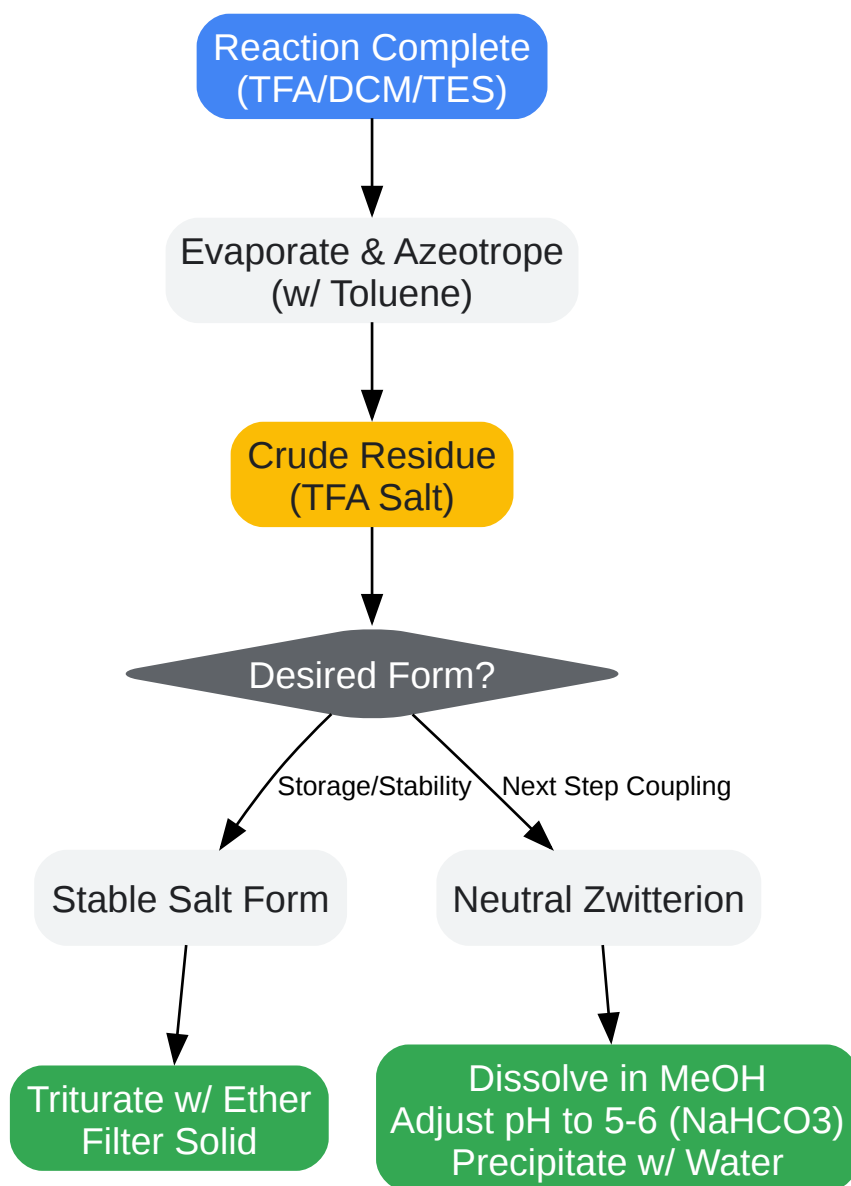 Reaction Complete
(TFA/DCM/TES)
Evaporate & Azeotrope
(w/ Toluene)
Crude Residue
(TFA Salt)
Desired Form?
Storage/Stability
Next Step Coupling
Stable Salt Form
Neutral Zwitterion
Triturate w/ Ether
Filter Solid
Dissolve in MeOH
Adjust pH to 5-6 (NaHCO3)
Precipitate w/ Water